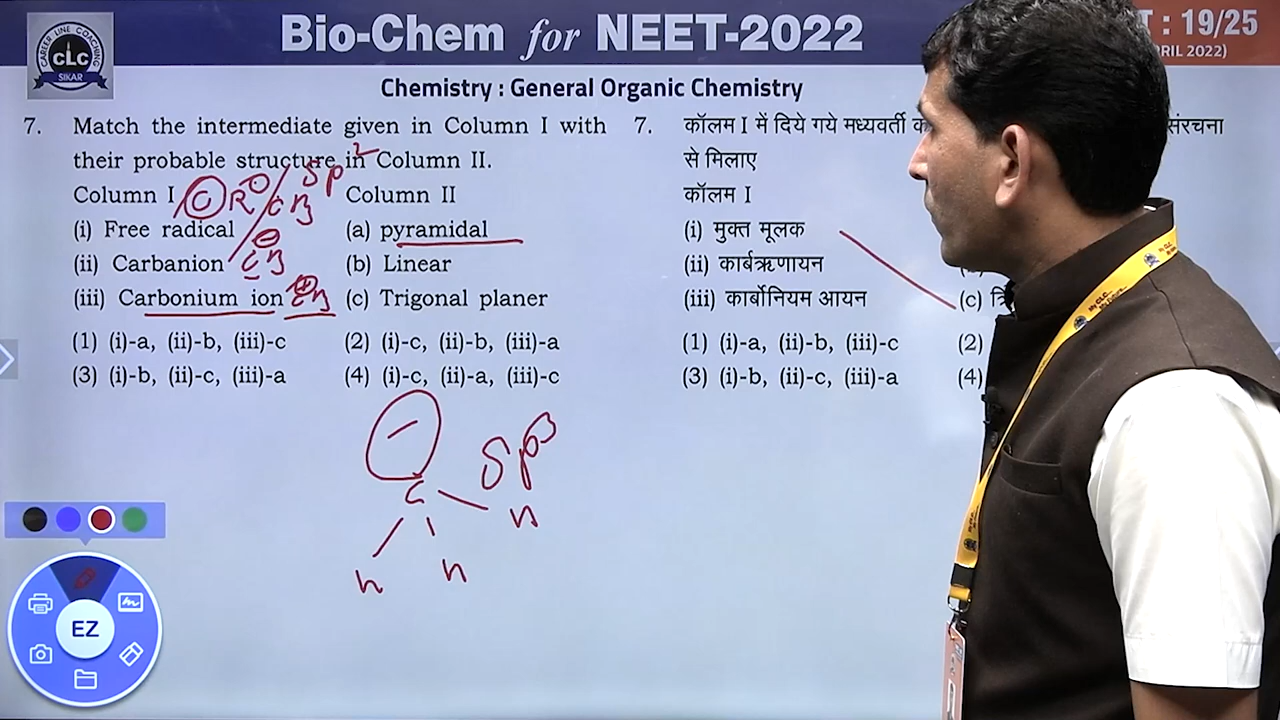 CAREER LINE COACHING
CLC
SIKAR
Bio-Chem for NEET-2022
T : 19/25
RIL 2022)
Chemistry : General Organic Chemistry
7. Match the intermediate given in Column I with
their probable structure in Column II.
Column I Column II
(i) Free radical (a) pyramidal
(ii) Carbanion (b) Linear
(iii) Carbonium ion (c) Trigonal planer
(1) (i)-a, (ii)-b, (iii)-c (2) (i)-c, (ii)-b, (iii)-a
(3) (i)-b, (ii)-c, (iii)-a (4) (i)-c, (ii)-a, (iii)-c
7. कॉलम I में दिये गये मध्यवर्ती संरचना
से मिलाए
कॉलम I
(i) मुक्त मूलक
(ii) कार्बऋणायन
(iii) कार्बोनियम आयन (c)
(1) (i)-a, (ii)-b, (iii)-c (2)
(3) (i)-b, (ii)-c, (iii)-a (4)
sp2
sp3
EZ